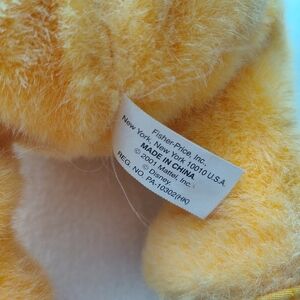 Fisher-Price, Inc.,
New York, New York 10010 U.S.A.
MADE IN CHINA
© 2001 Mattel, Inc.
© Disney
REG. NO. PA-10302(HK)